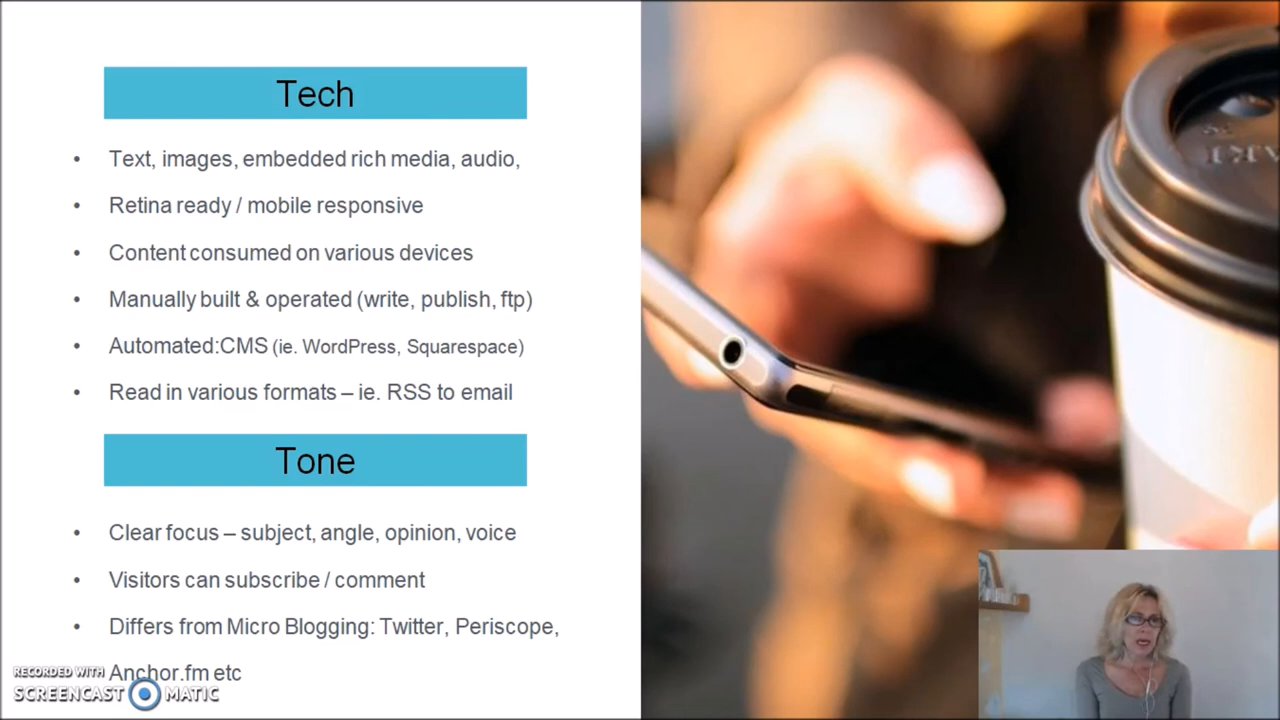 Tech
• Text, images, embedded rich media, audio,
• Retina ready / mobile responsive
• Content consumed on various devices
• Manually built & operated (write, publish, ftp)
• Automated:CMS (ie. WordPress, Squarespace)
• Read in various formats – ie. RSS to email
Tone
• Clear focus – subject, angle, opinion, voice
• Visitors can subscribe / comment
• Differs from Micro Blogging: Twitter, Periscope,
Anchor.fm etc
RECORDED WITH
SCREENCAST MATIC